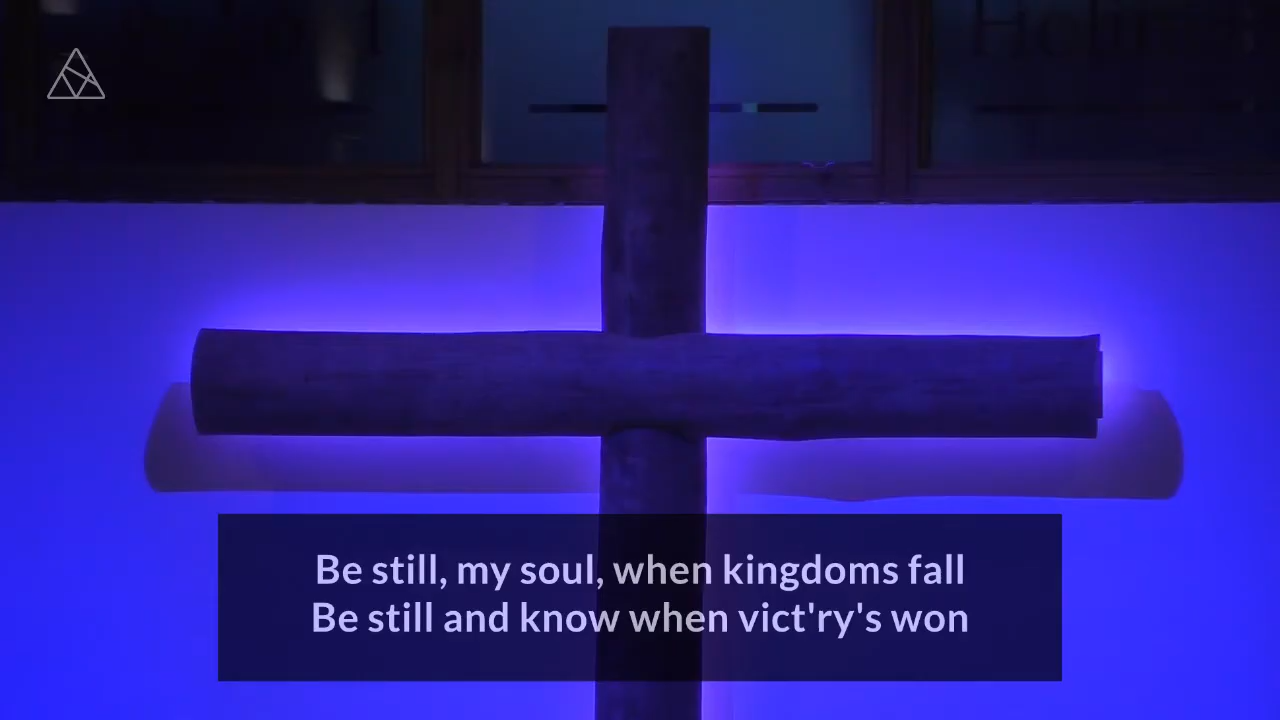 Be still, my soul, when kingdoms fall
Be still and know when vict'ry's won